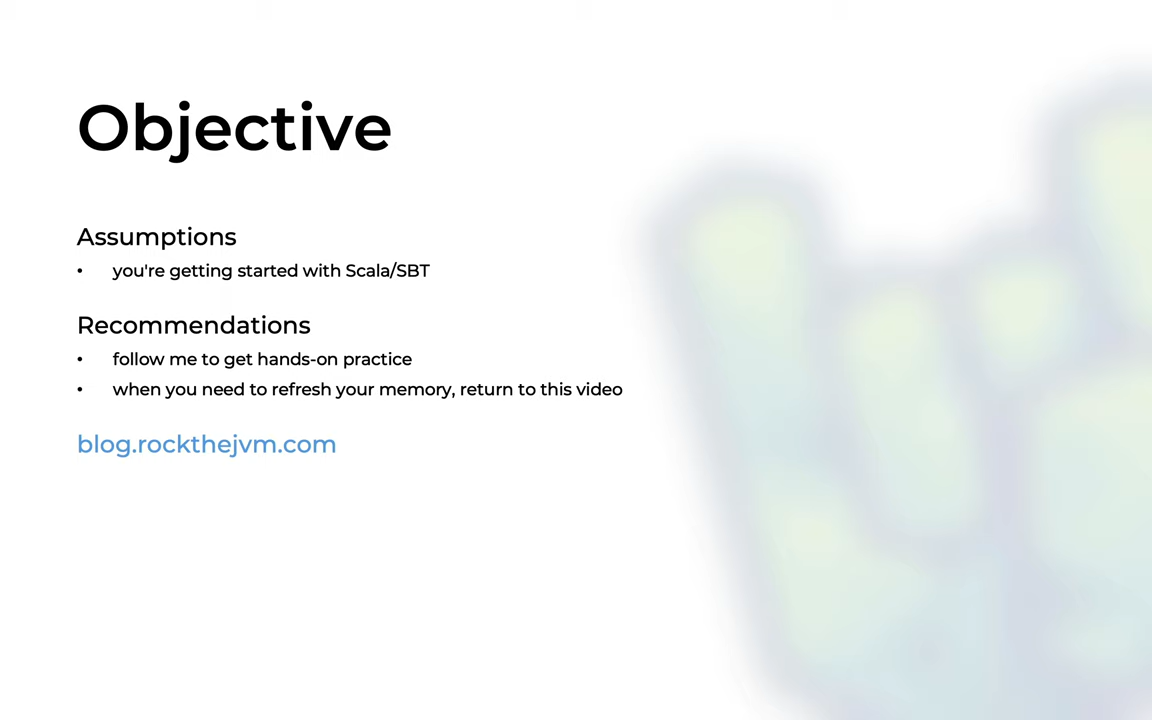 Objective
Assumptions
• you're getting started with Scala/SBT
Recommendations
• follow me to get hands-on practice
• when you need to refresh your memory, return to this video
blog.rockthejvm.com